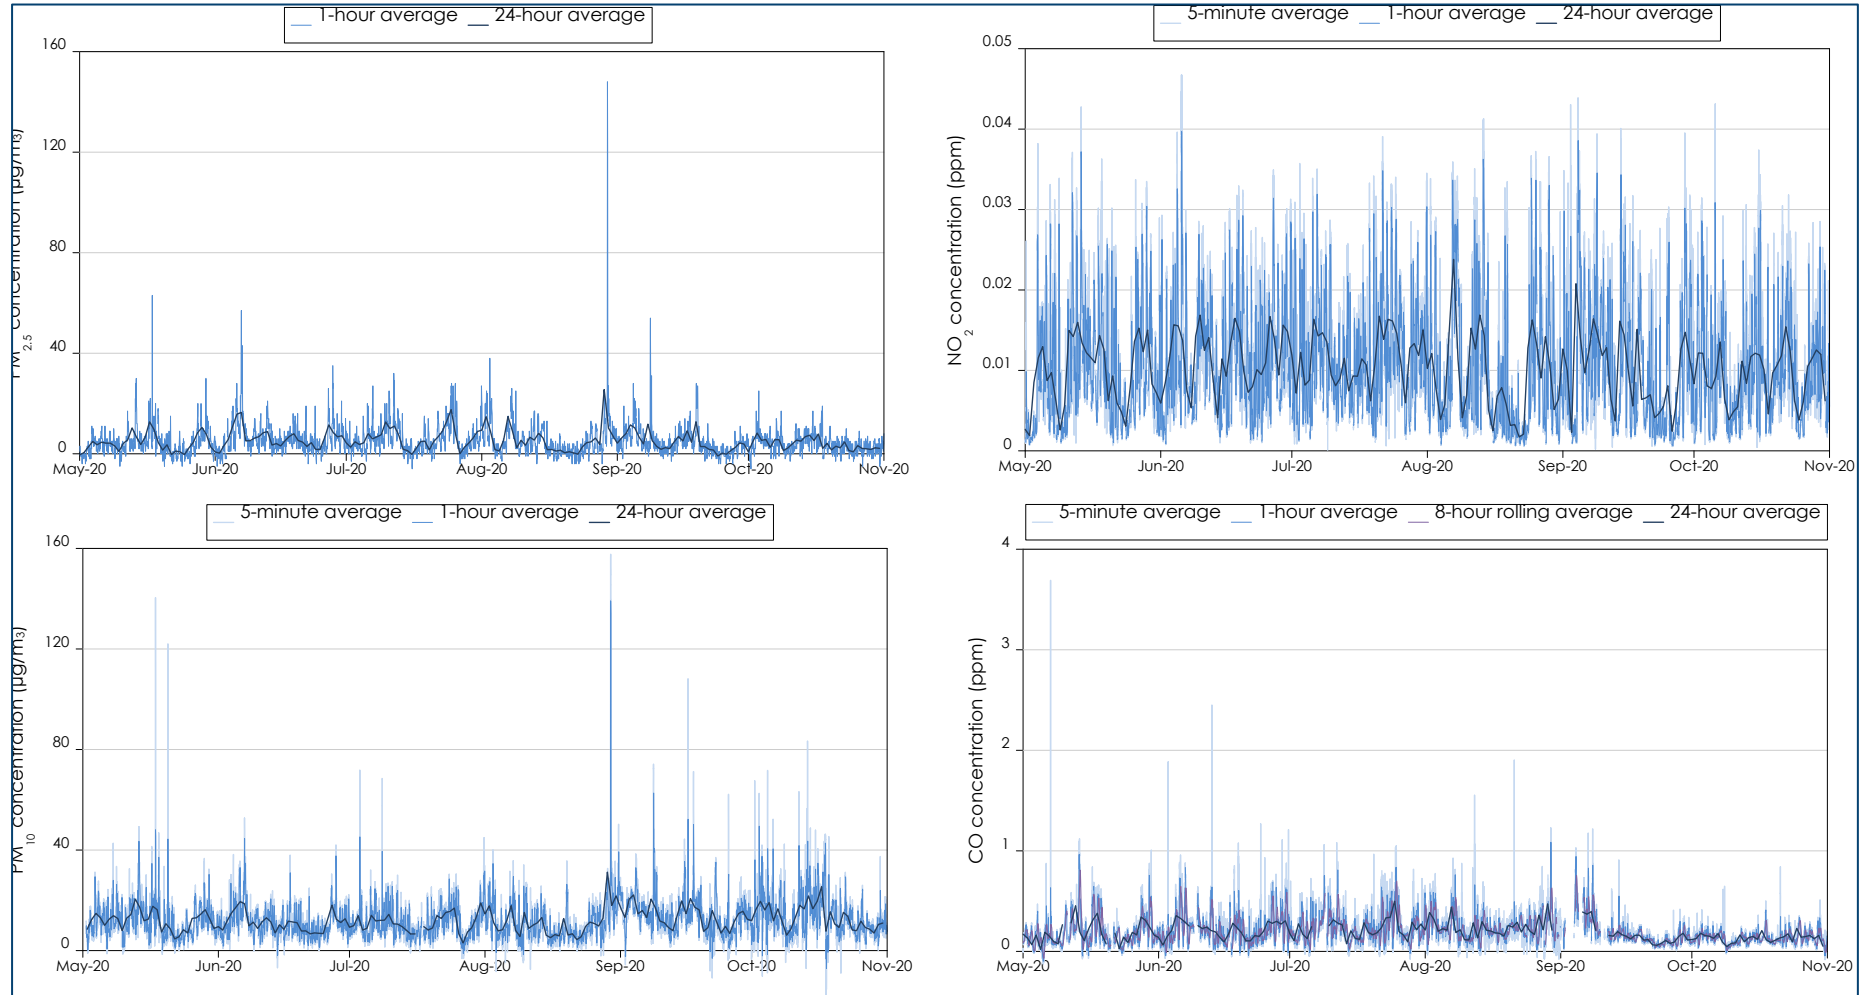 1-hour average 24-hour average
160
120
80
40
0
PM2.5 concentration (µg/m3)
May-20 Jun-20 Jul-20 Aug-20 Sep-20 Oct-20 Nov-20
5-minute average 1-hour average 24-hour average
0.05
0.04
0.03
0.02
0.01
0
NO2 concentration (ppm)
May-20 Jun-20 Jul-20 Aug-20 Sep-20 Oct-20 Nov-20
5-minute average 1-hour average 24-hour average
160
120
80
40
0
PM10 concentration (µg/m3)
May-20 Jun-20 Jul-20 Aug-20 Sep-20 Oct-20 Nov-20
5-minute average 1-hour average 8-hour rolling average 24-hour average
4
3
2
1
0
CO concentration (ppm)
May-20 Jun-20 Jul-20 Aug-20 Sep-20 Oct-20 Nov-20